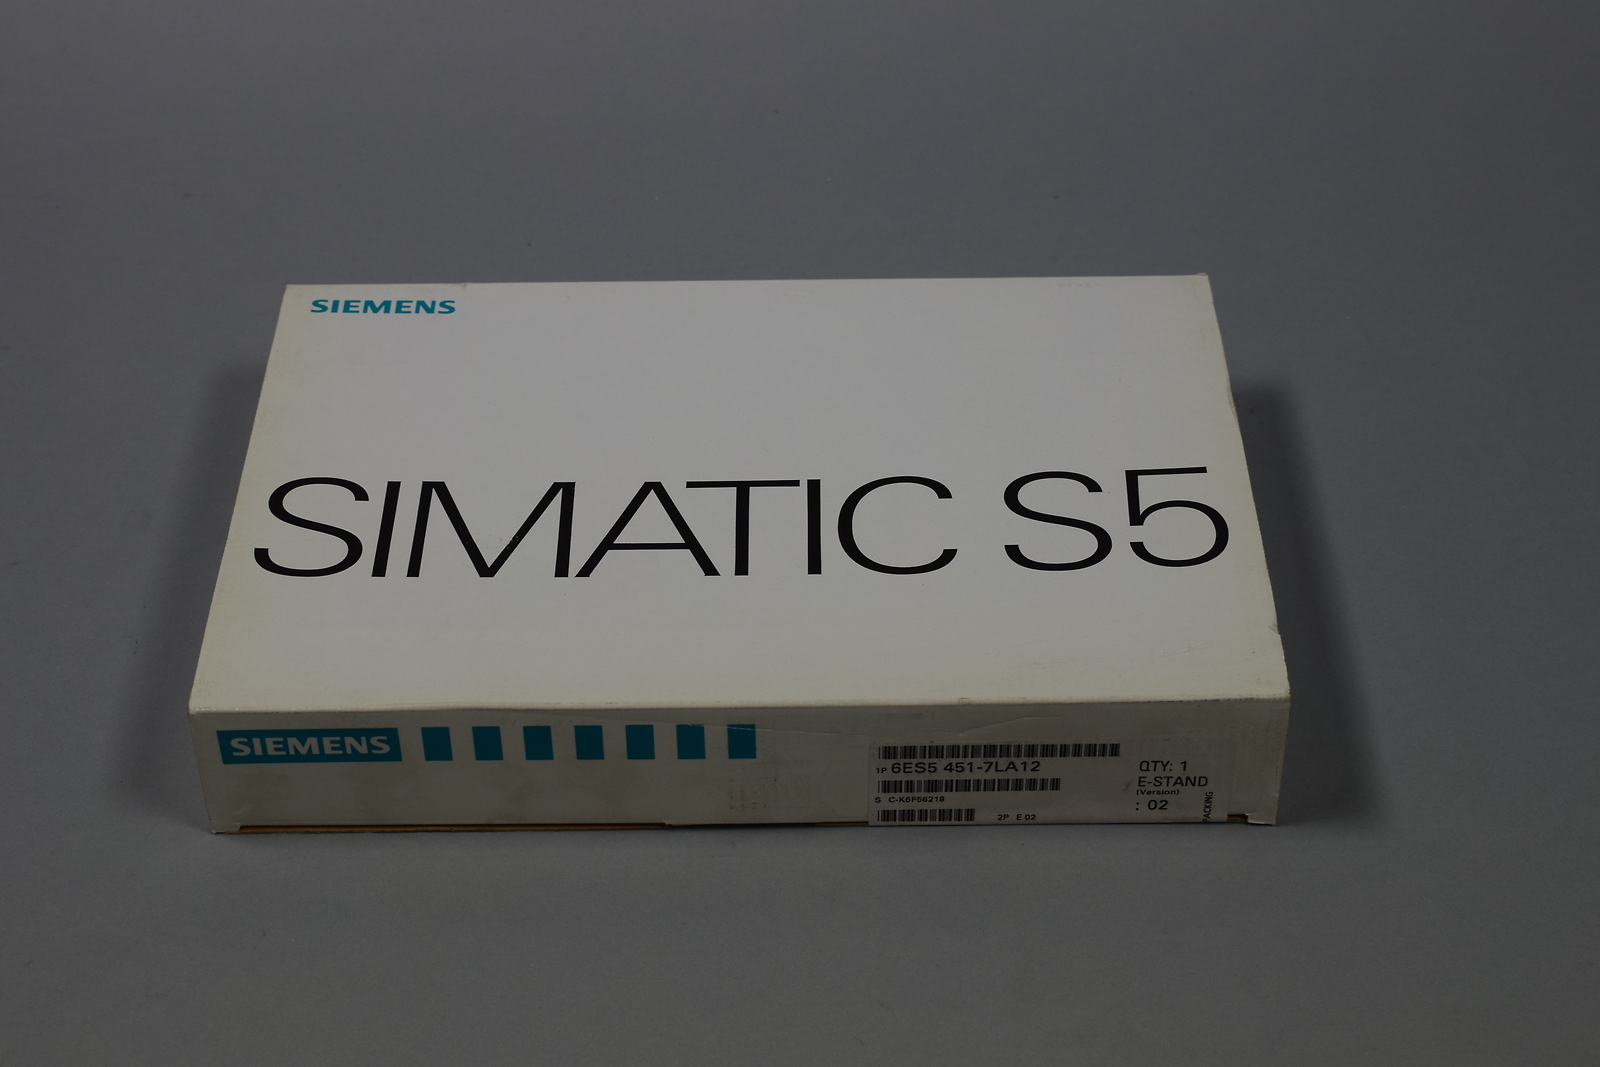 SIEMENS
SIMATIC S5
SIEMENS
1P 6ES5 451-7LA12
S C-K6F56218
2P E 02
QTY: 1
E-STAND
(Version)
: 02
PACKING